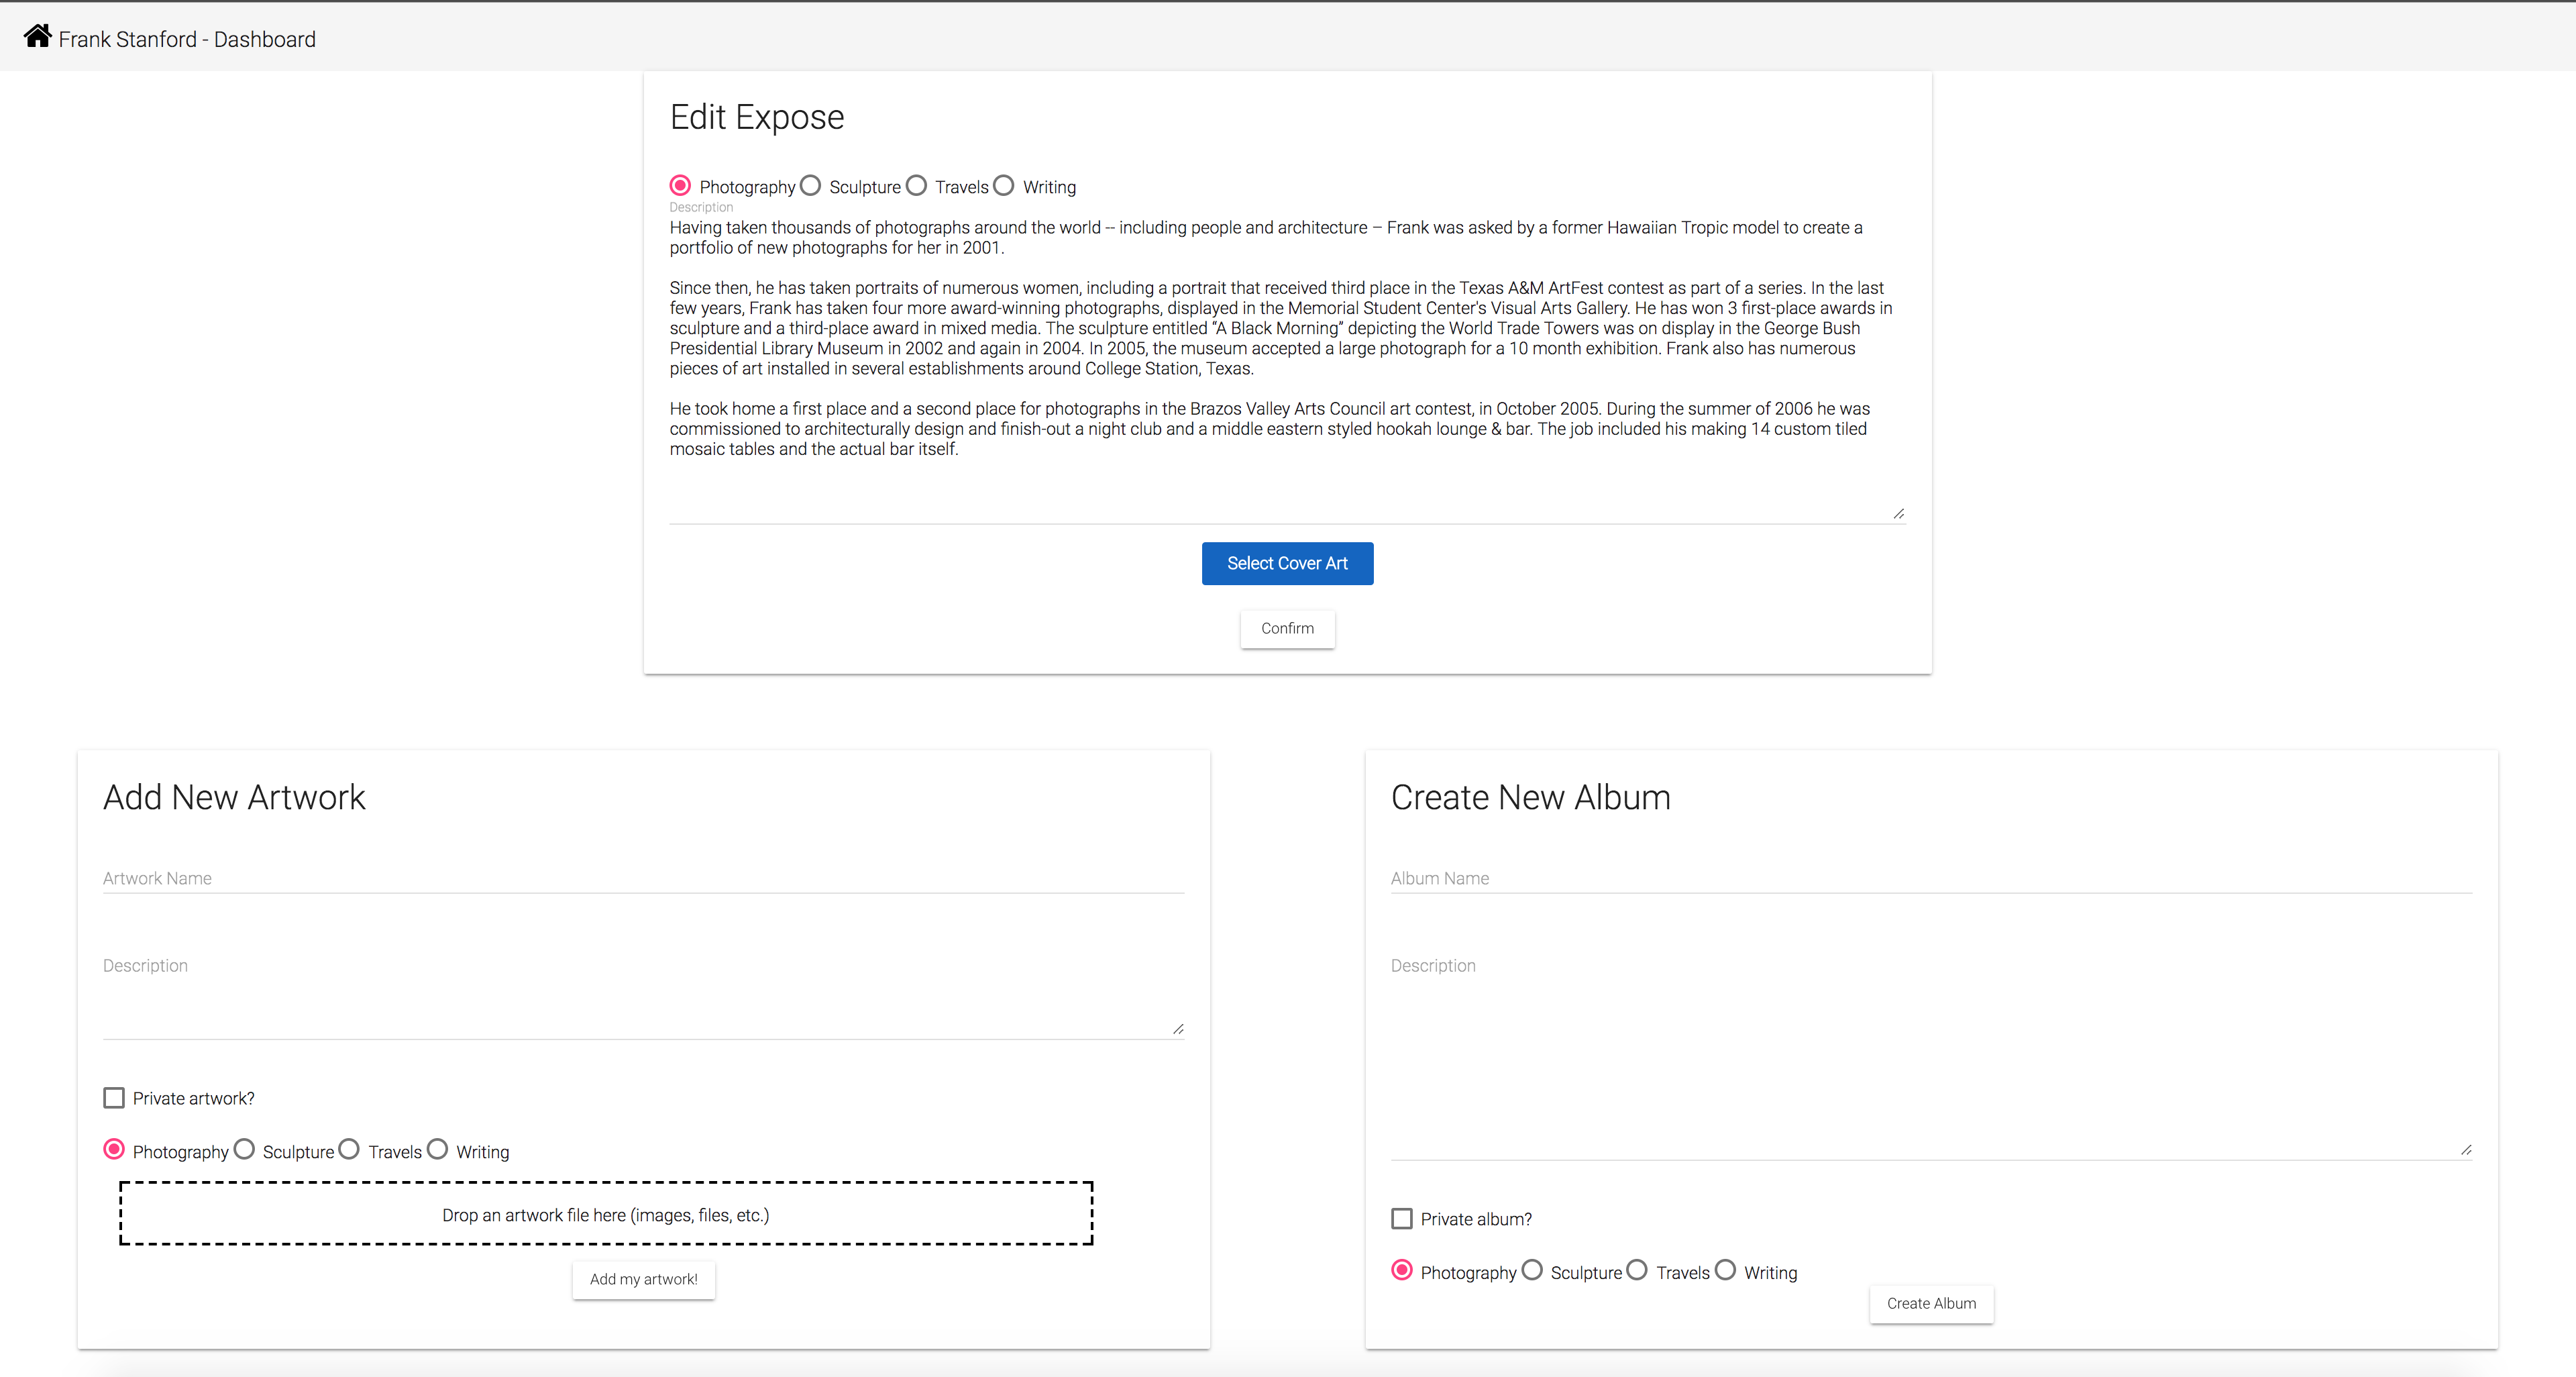 Frank Stanford - Dashboard
Edit Expose
Photography Sculpture Travels Writing
Description
Having taken thousands of photographs around the world -- including people and architecture – Frank was asked by a former Hawaiian Tropic model to create a
portfolio of new photographs for her in 2001.
Since then, he has taken portraits of numerous women, including a portrait that received third place in the Texas A&M ArtFest contest as part of a series. In the last
few years, Frank has taken four more award-winning photographs, displayed in the Memorial Student Center's Visual Arts Gallery. He has won 3 first-place awards in
sculpture and a third-place award in mixed media. The sculpture entitled “A Black Morning” depicting the World Trade Towers was on display in the George Bush
Presidential Library Museum in 2002 and again in 2004. In 2005, the museum accepted a large photograph for a 10 month exhibition. Frank also has numerous
pieces of art installed in several establishments around College Station, Texas.
He took home a first place and a second place for photographs in the Brazos Valley Arts Council art contest, in October 2005. During the summer of 2006 he was
commissioned to architecturally design and finish-out a night club and a middle eastern styled hookah lounge & bar. The job included his making 14 custom tiled
mosaic tables and the actual bar itself.
Select Cover Art
Confirm
Add New Artwork
Artwork Name
Description
Private artwork?
Photography Sculpture Travels Writing
Drop an artwork file here (images, files, etc.)
Add my artwork!
Create New Album
Album Name
Description
Private album?
Photography Sculpture Travels Writing
Create Album